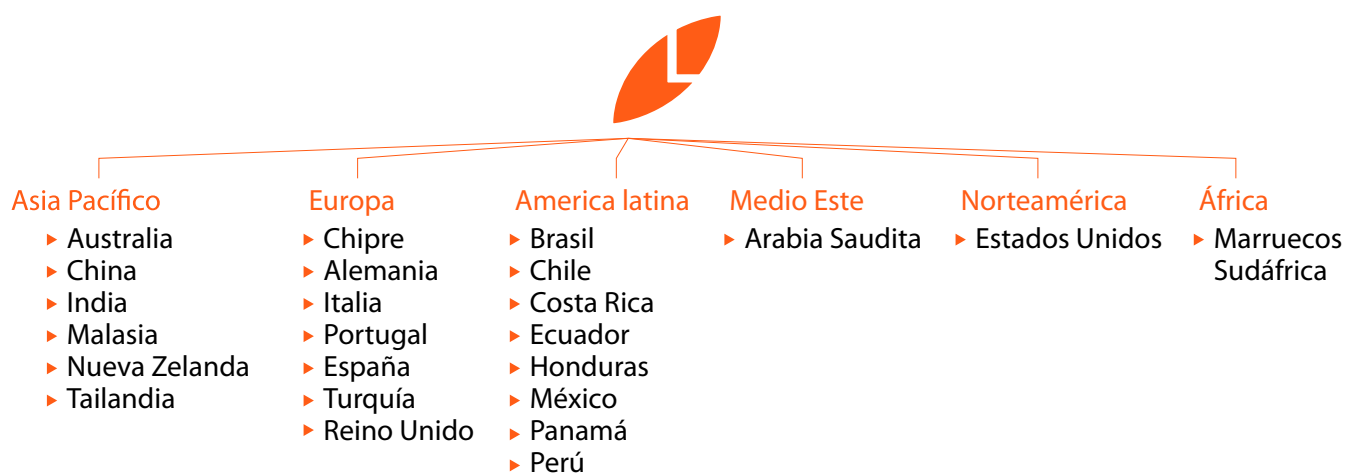 Asia Pacífico
Australia
China
India
Malasia
Nueva Zelanda
Tailandia
Europa
Chipre
Alemania
Italia
Portugal
España
Turquía
Reino Unido
America latina
Brasil
Chile
Costa Rica
Ecuador
Honduras
México
Panamá
Perú
Medio Este
Arabia Saudita
Norteamérica
Estados Unidos
África
Marruecos
Sudáfrica